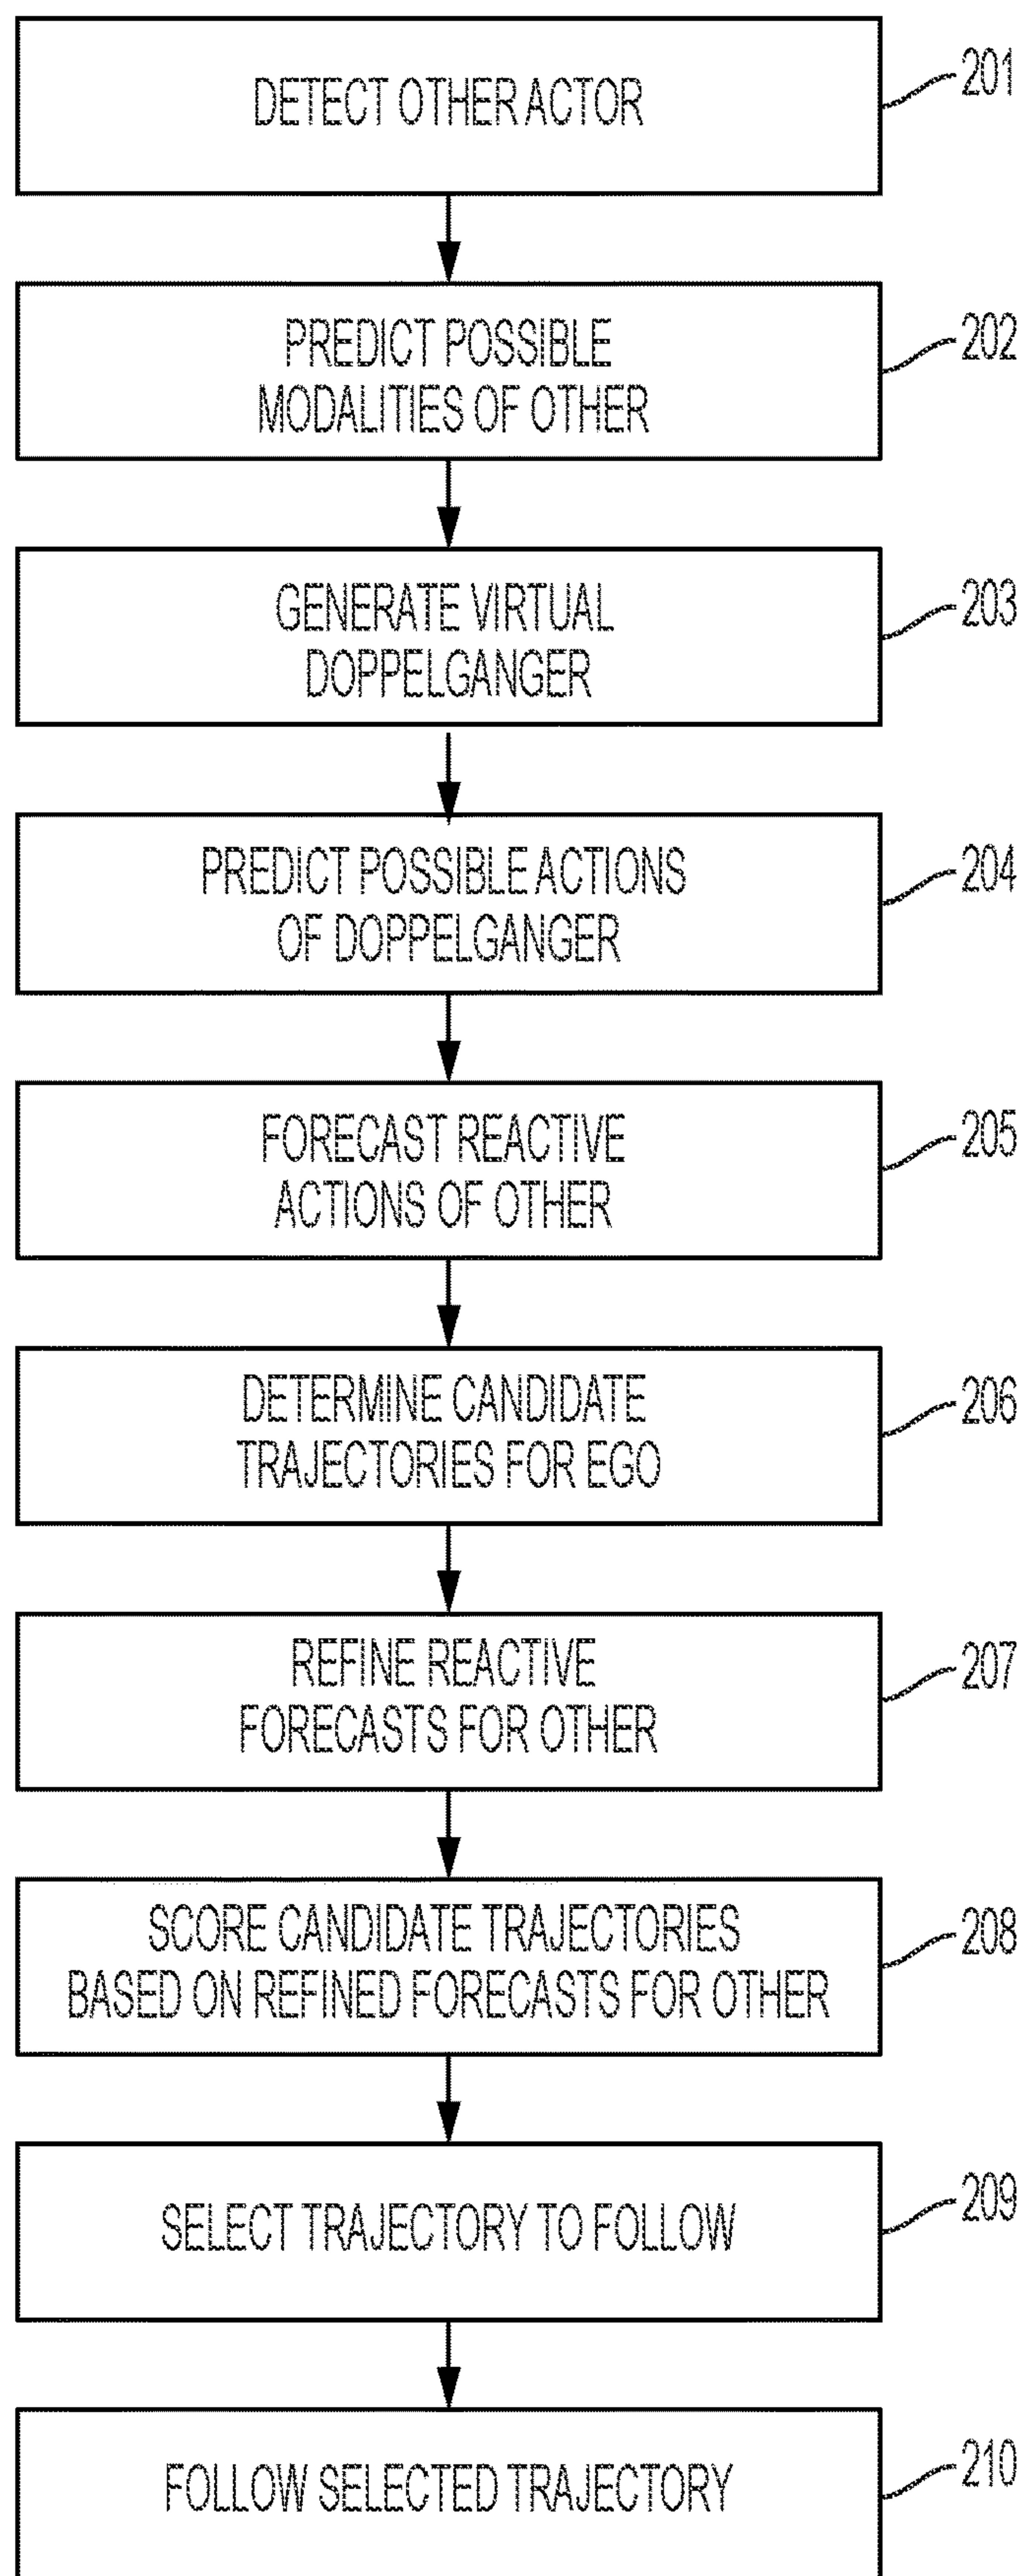 DETECT OTHER ACTOR
201
PREDICT POSSIBLE
MODALITIES OF OTHER
202
GENERATE VIRTUAL
DOPPELGANGER
203
PREDICT POSSIBLE ACTIONS
OF DOPPELGANGER
204
FORECAST REACTIVE
ACTIONS OF OTHER
205
DETERMINE CANDIDATE
TRAJECTORIES FOR EGO
206
REFINE REACTIVE
FORECASTS FOR OTHER
207
SCORE CANDIDATE TRAJECTORIES
BASED ON REFINED FORECASTS FOR OTHER
208
SELECT TRAJECTORY TO FOLLOW
209
FOLLOW SELECTED TRAJECTORY
210